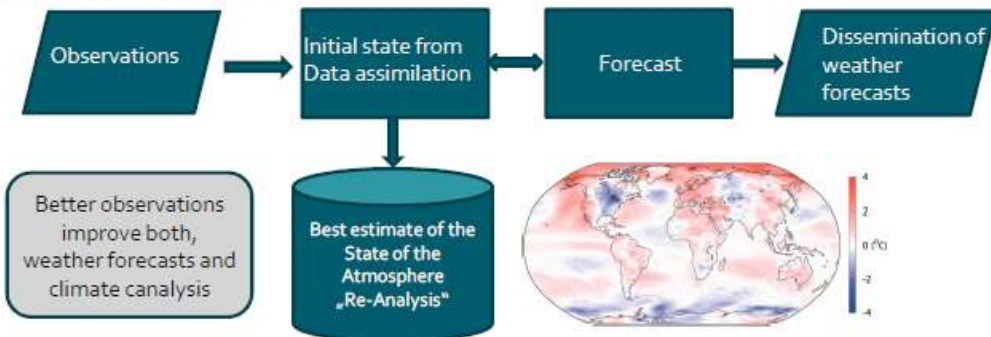 Observations
Initial state from
Data assimilation
Forecast
Dissemination of
weather
forecasts
Better observations
improve both,
weather forecasts and
climate canalysis
Best estimate of the
State of the
Atmosphere
„Re-Analysis“
4
2
0 (°C)
-2
-4